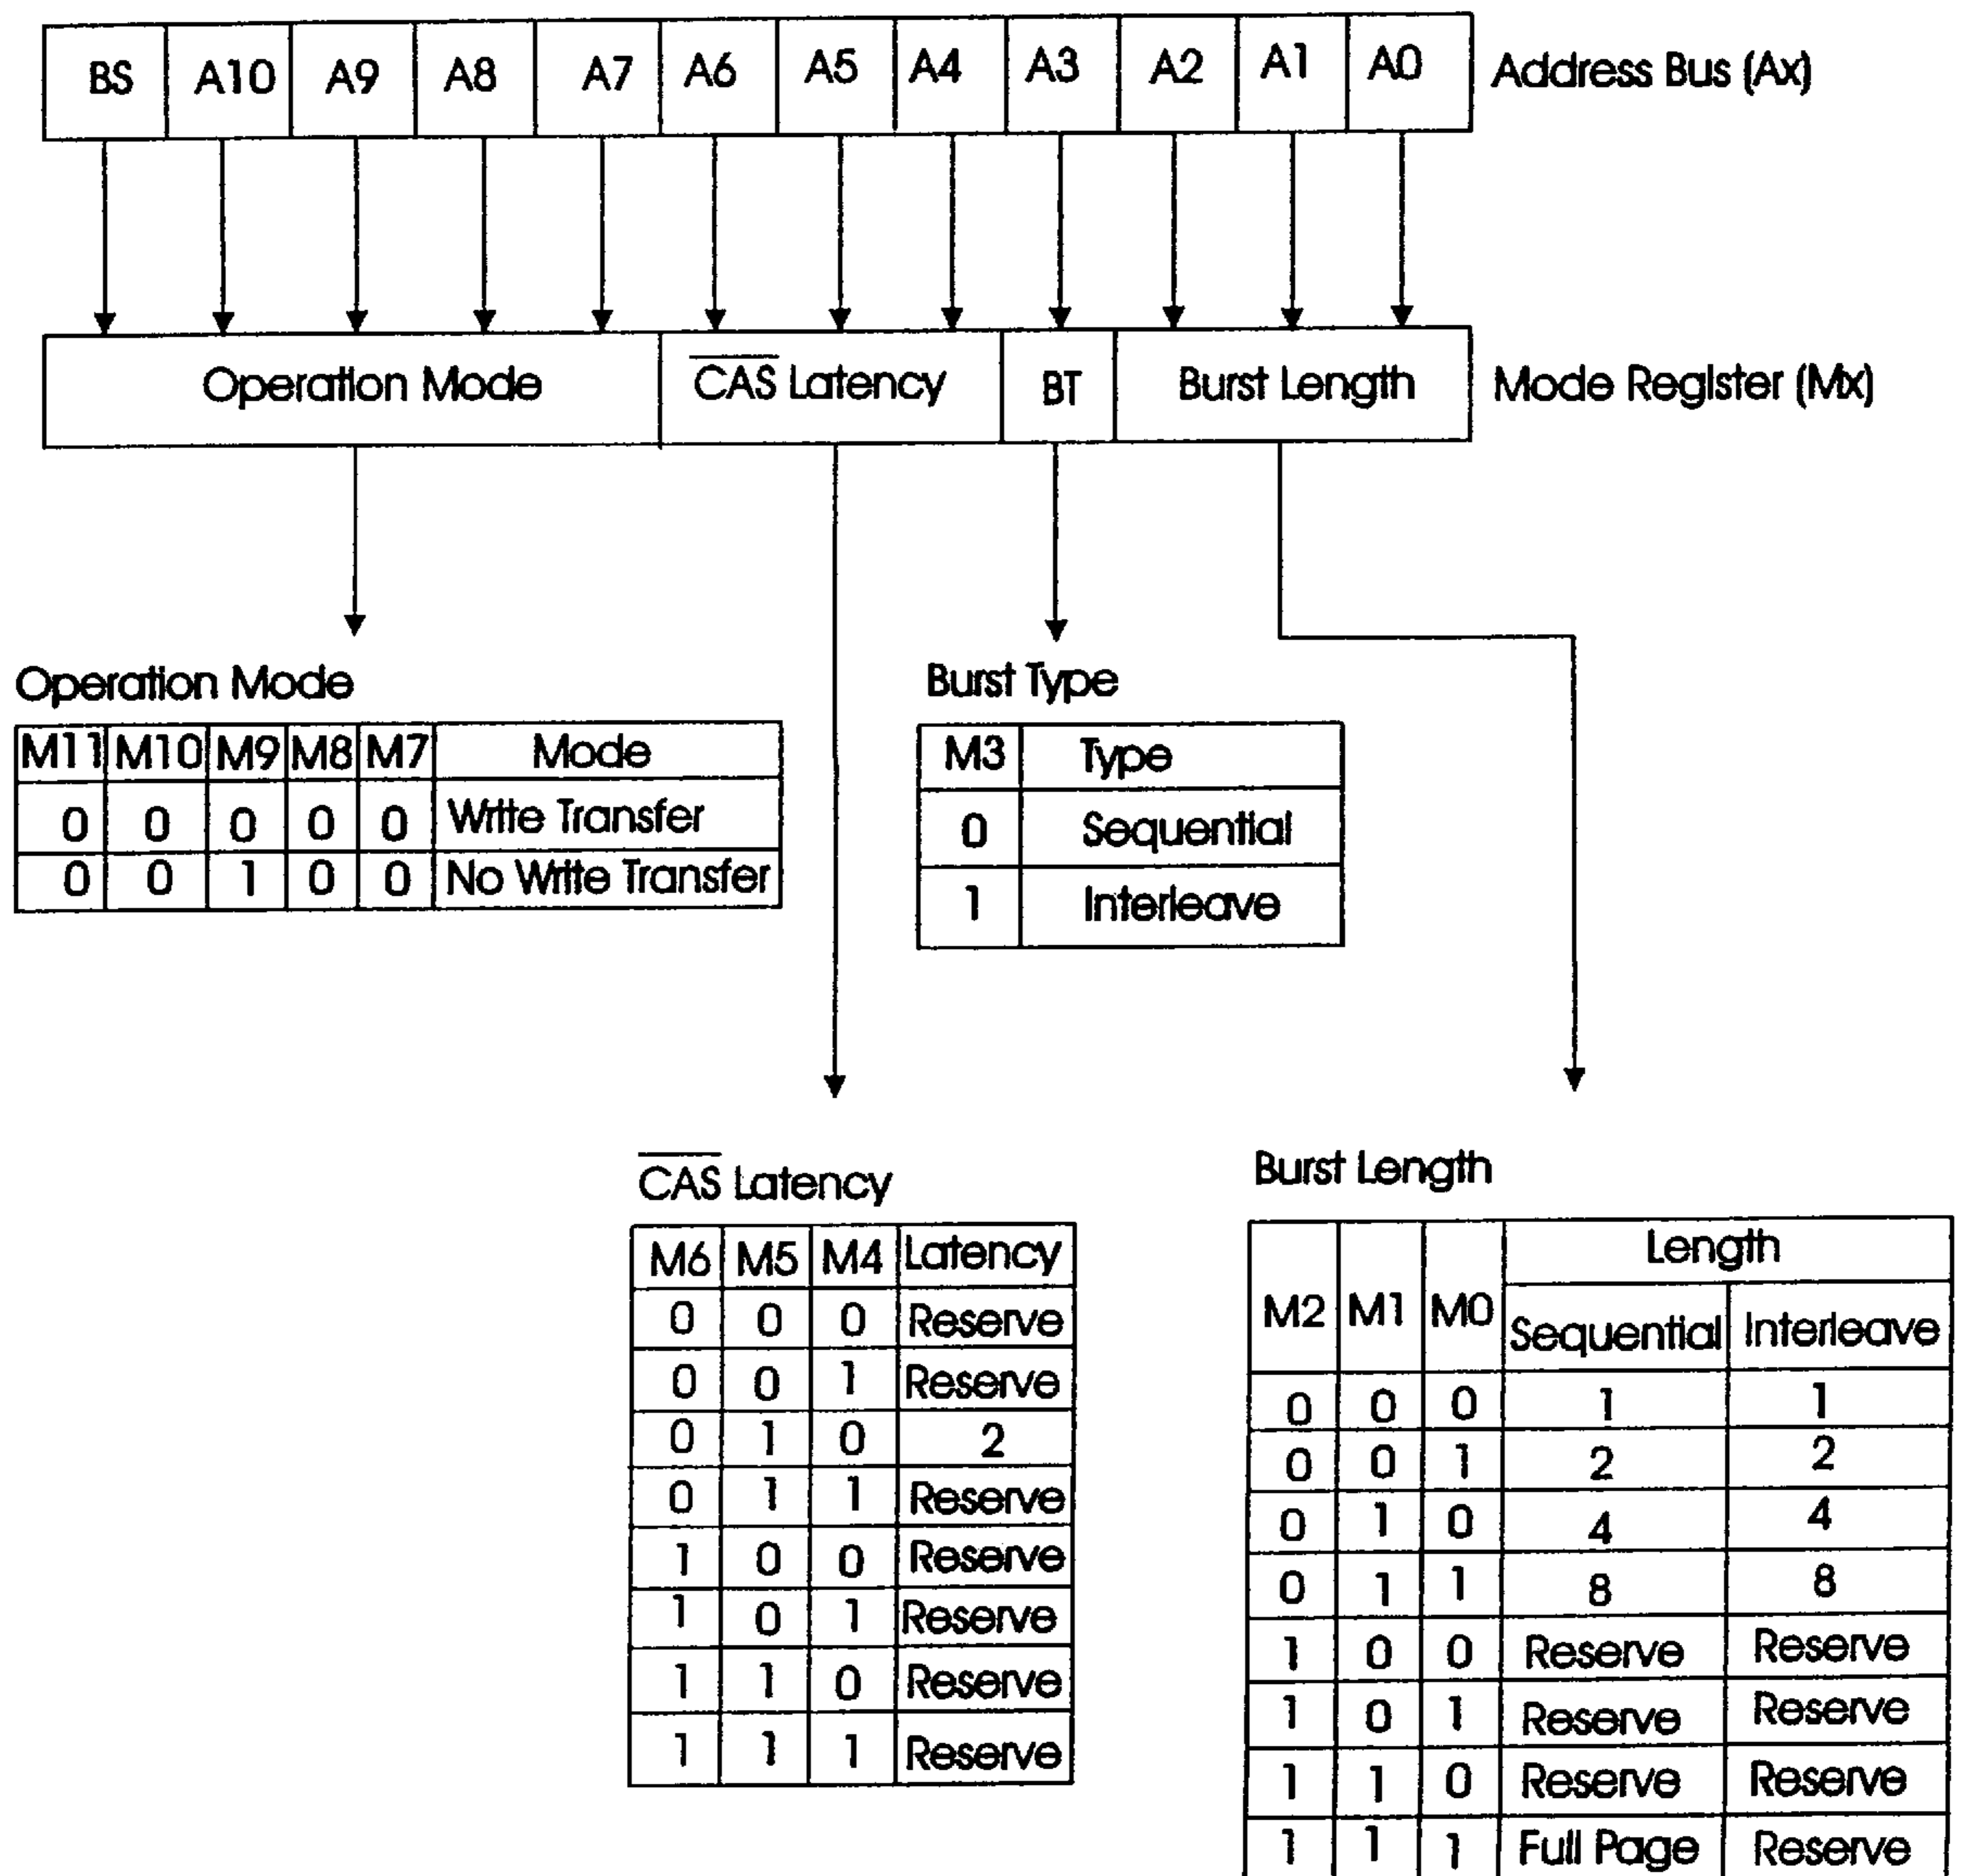 BS A10 A9 A8 A7 A6 A5 A4 A3 A2 A1 A0 Address Bus (Ax)
Operation Mode C̅A̅S̅ Latency BT Burst Length Mode Register (Mx)
Operation Mode
M11 M10 M9 M8 M7 Mode
0 0 0 0 0 Write Transfer
0 0 1 0 0 No Write Transfer
Burst Type
M3 Type
0 Sequential
1 Interleave
C̅A̅S̅ Latency
M6 M5 M4 Latency
0 0 0 Reserve
0 0 1 Reserve
0 1 0 2
0 1 1 Reserve
1 0 0 Reserve
1 0 1 Reserve
1 1 0 Reserve
1 1 1 Reserve
Burst Length
Length
M2 M1 M0 Sequential Interleave
0 0 0 1 1
0 0 1 2 2
0 1 0 4 4
0 1 1 8 8
1 0 0 Reserve Reserve
1 0 1 Reserve Reserve
1 1 0 Reserve Reserve
1 1 1 Full Page Reserve